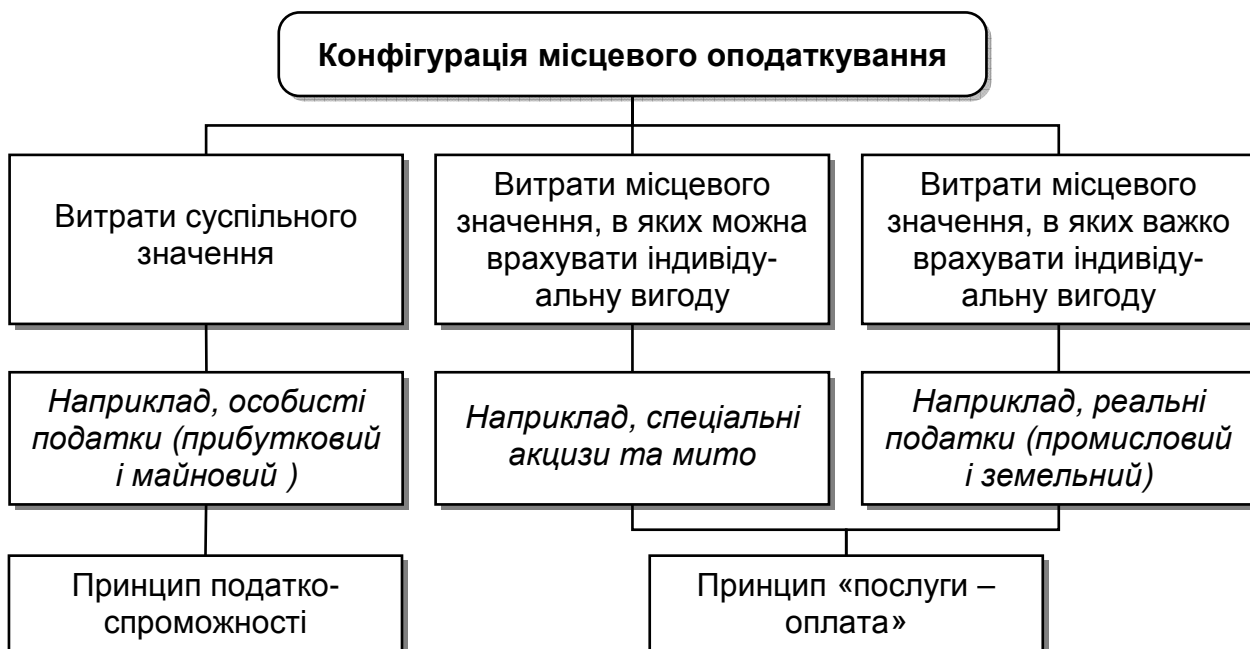 Конфігурація місцевого оподаткування
Витрати суспільного
значення
Витрати місцевого
значення, в яких можна
врахувати індивіду-
альну вигоду
Витрати місцевого
значення, в яких важко
врахувати індивіду-
альну вигоду
Наприклад, особисті
податки (прибутковий
і майновий )
Наприклад, спеціальні
акцизи та мито
Наприклад, реальні
податки (промисловий
і земельний)
Принцип податко-
спроможності
Принцип «послуги –
оплата»